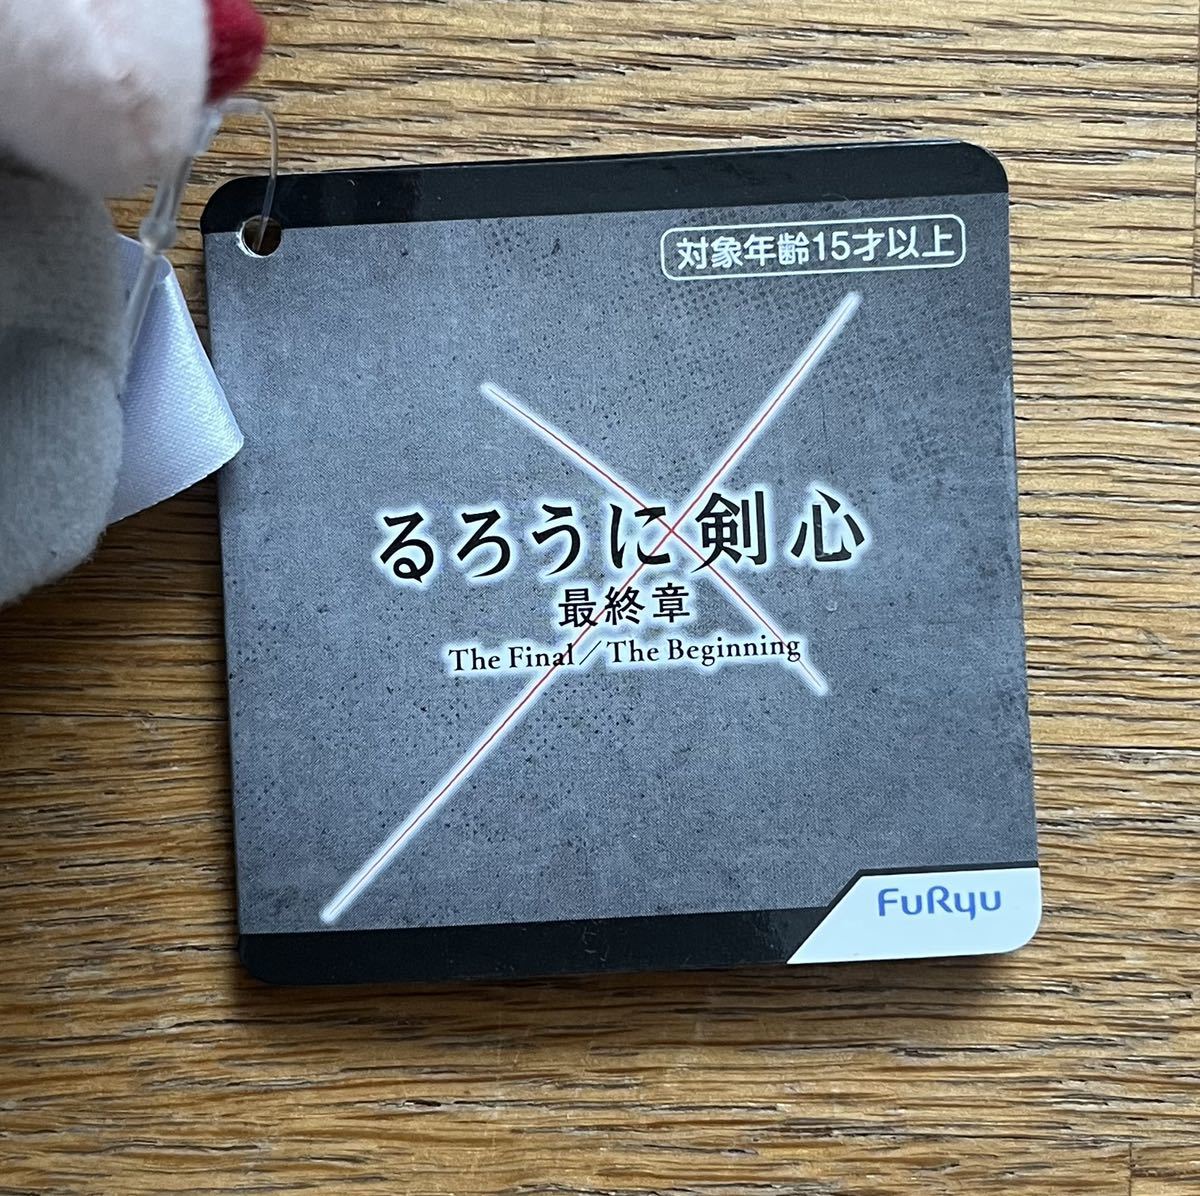 対象年齢15才以上
るろうに剣心
最終章
The Final／The Beginning
FuRyu